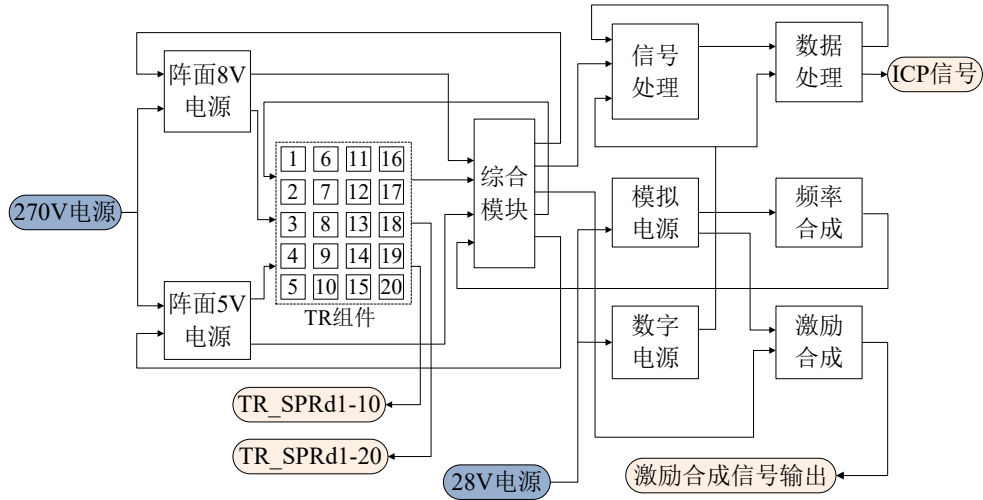 阵面8V
电源
信号
处理
数据
处理
ICP信号
1 6 11 16
2 7 12 17
3 8 13 18
4 9 14 19
5 10 15 20
TR组件
综合
模块
270V电源
模拟
电源
频率
合成
阵面5V
电源
数字
电源
激励
合成
TR_SPRd1-10
TR_SPRd1-20
28V电源
激励合成信号输出